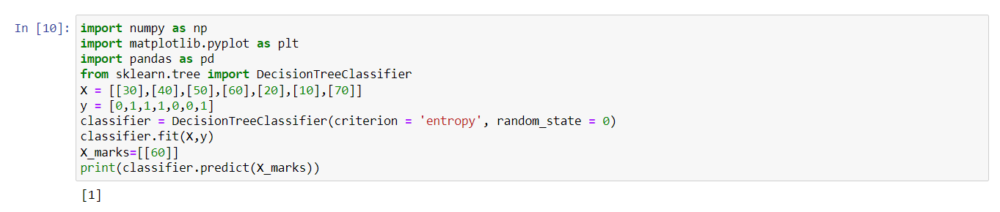 In [10]: import numpy as np
import matplotlib.pyplot as plt
import pandas as pd
from sklearn.tree import DecisionTreeClassifier
X = [[30],[40],[50],[60],[20],[10],[70]]
y = [0,1,1,1,0,0,1]
classifier = DecisionTreeClassifier(criterion = 'entropy', random_state = 0)
classifier.fit(X,y)
X_marks=[[60]]
print(classifier.predict(X_marks))
[1]